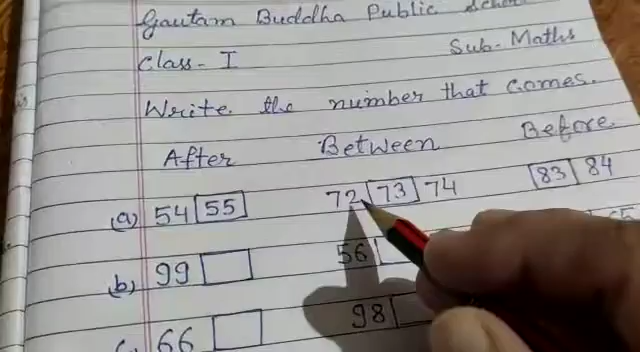 Gautam Buddha Public
Class - I Sub- Maths
Write the number that comes.
After Between Before
(a) 54 55 72 73 74 83 84
(b) 99 56
66 98